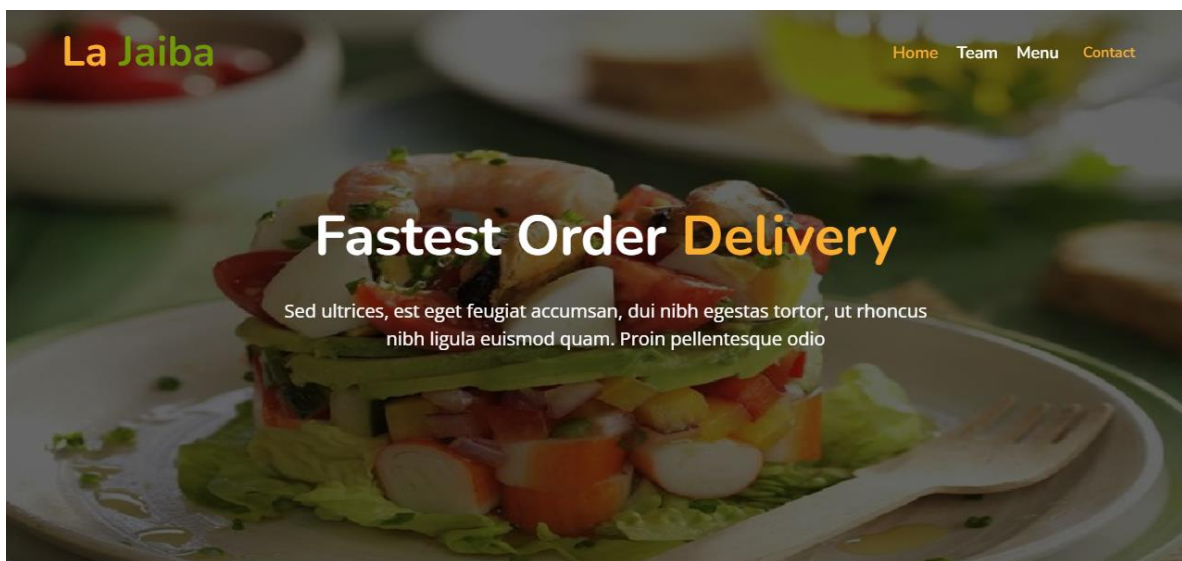 La Jaiba
Home Team Menu Contact
Fastest Order Delivery
Sed ultrices, est eget feugiat accumsan, dui nibh egestas tortor, ut rhoncus
nibh ligula euismod quam. Proin pellentesque odio